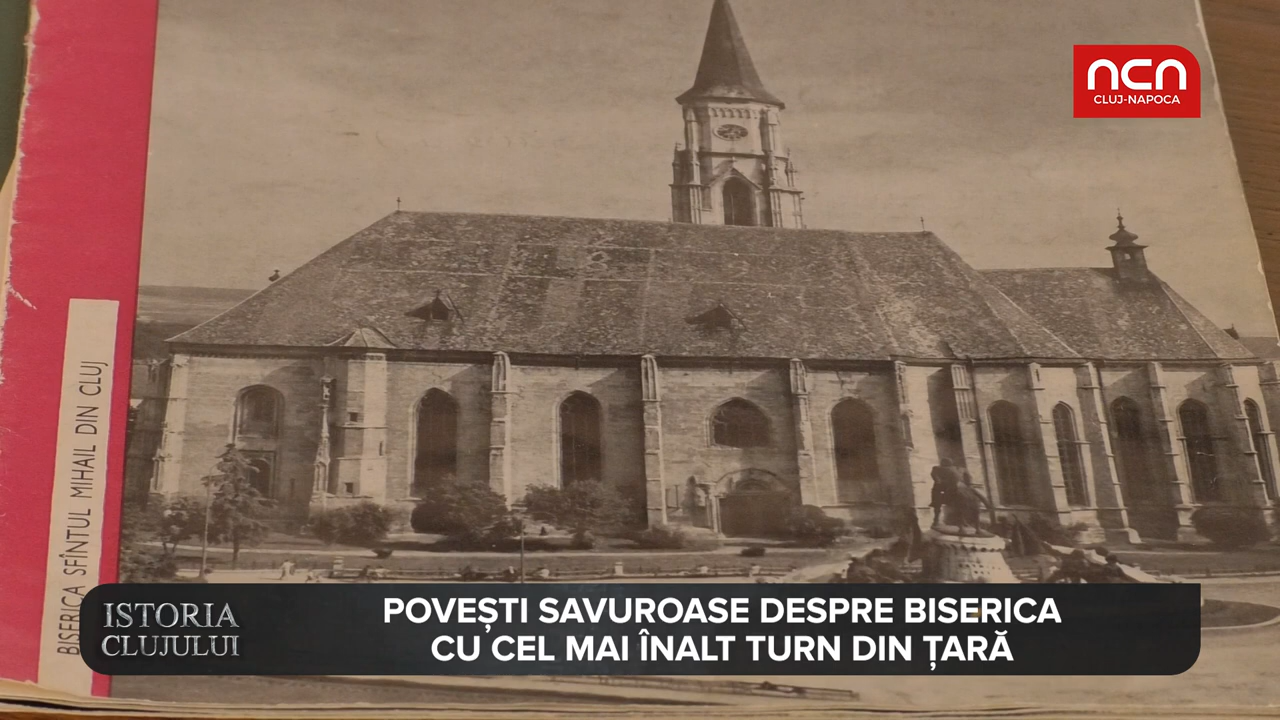 ncn
CLUJ-NAPOCA
BISERICA SFÎNTUL MIHAIL DIN CLUJ
ISTORIA
CLUJULUI
POVEȘTI SAVUROASE DESPRE BISERICA
CU CEL MAI ÎNALT TURN DIN ȚARĂ